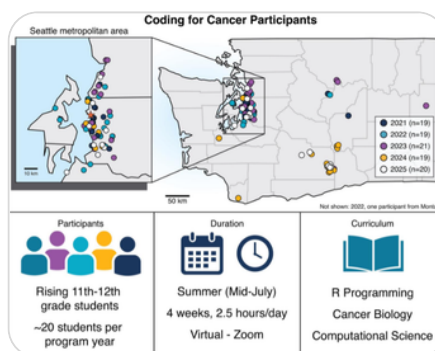 Coding for Cancer Participants
Seattle metropolitan area
10 km
50 km
2021 (n=19)
2022 (n=19)
2023 (n=21)
2024 (n=19)
2025 (n=20)
Not shown: 2022, one participant from Mont
Participants
Rising 11th-12th
grade students
~20 students per
program year
Duration
Summer (Mid-July)
4 weeks, 2.5 hours/day
Virtual - Zoom
Curriculum
R Programming
Cancer Biology
Computational Science